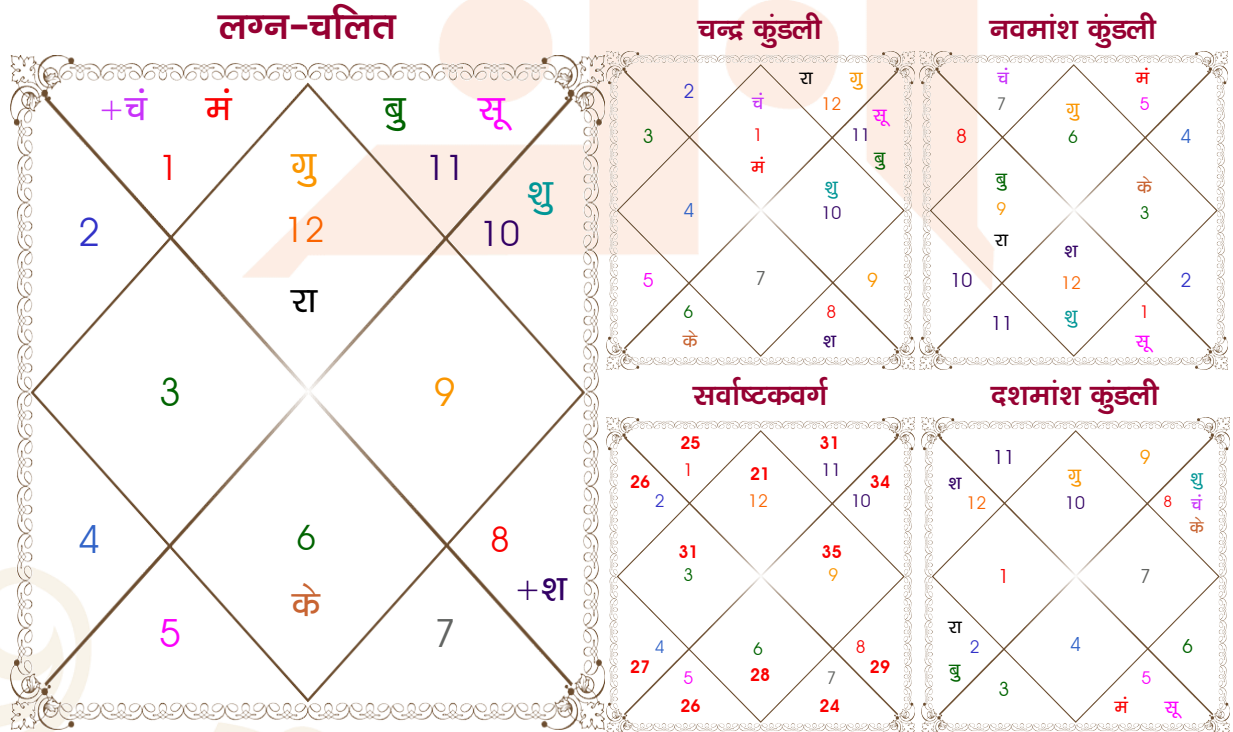 लग्न-चलित
+चं मं बु सू
1 गु 11 शु
2 12 10
रा
3 9
4 6 8
के +श
5 7
चन्द्र कुंडली
रा गु
2 चं 12 सू
3 1 11
मं बु
शु
4 10
5 7 9
6 8
के श
नवमांश कुंडली
चं मं
7 गु 5
8 6 4
बु के
9 3
रा श
10 12 2
11 शु 1
सू
सर्वाष्टकवर्ग
25 31
26 1 21 11 34
2 12 10
31 35
3 9
4 6 8
27 5 28 7 29
26 24
दशमांश कुंडली
11 गु 9 शु
श 10 चं
12 8 के
1 7
रा
2 4 6
बु 3 5
मं सू